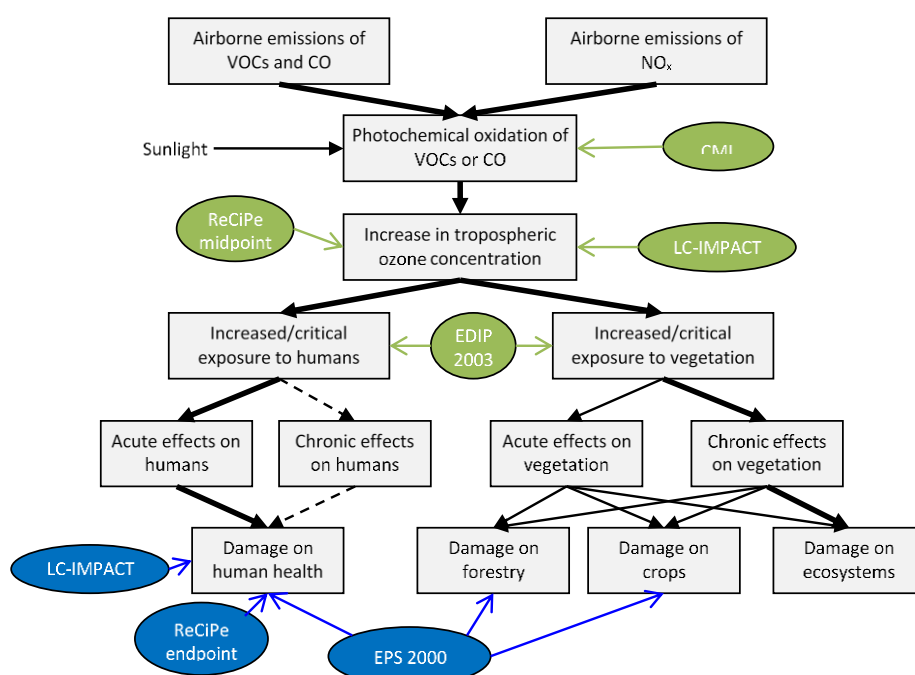 Airborne emissions of
VOCs and CO
Airborne emissions of
NOₓ
Sunlight
Photochemical oxidation of
VOCs or CO
CML
ReCiPe
midpoint
Increase in tropospheric
ozone concentration
LC-IMPACT
Increased/critical
exposure to humans
EDIP
2003
Increased/critical
exposure to vegetation
Acute effects on
humans
Chronic effects
on humans
Acute effects on
vegetation
Chronic effects
on vegetation
LC-IMPACT
Damage on
human health
Damage on
forestry
Damage on
crops
Damage on
ecosystems
ReCiPe
endpoint
EPS 2000